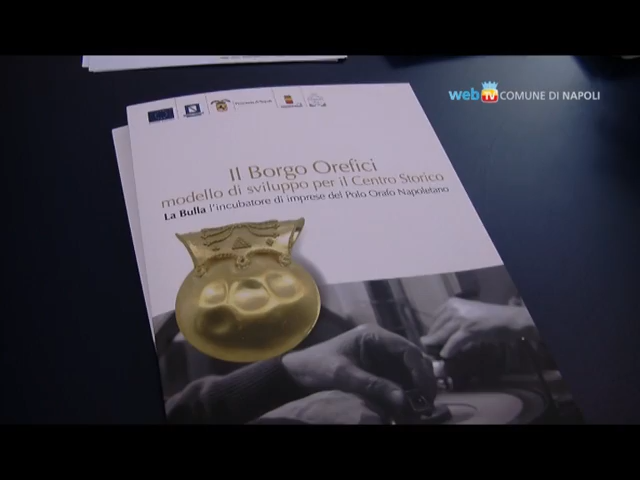 web TV COMUNE DI NAPOLI
Il Borgo Orefici
modello di sviluppo per il Centro Storico
La Bulla l'incubatore di imprese del Polo Orafo Napoletano